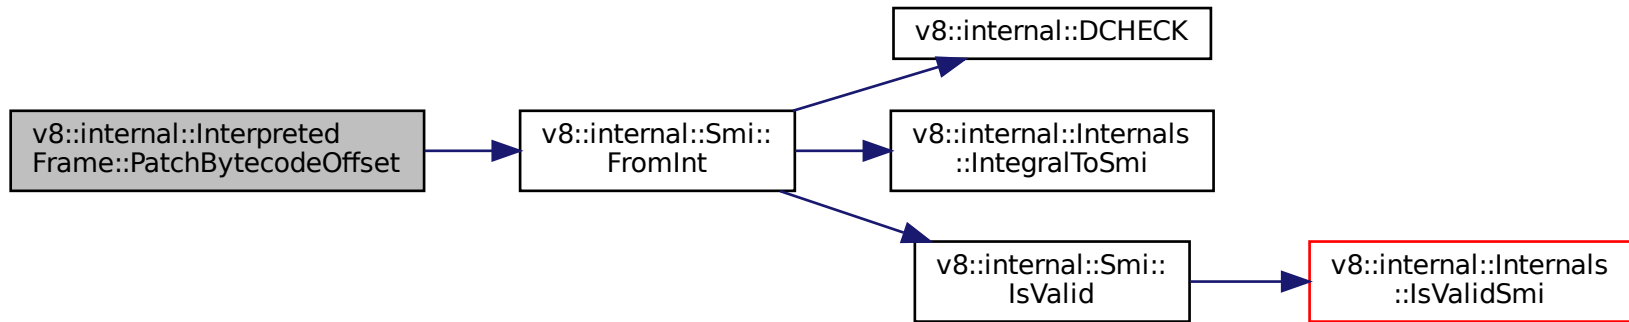 v8::internal::DCHECK
v8::internal::Interpreted
Frame::PatchBytecodeOffset
v8::internal::Smi::
FromInt
v8::internal::Internals
::IntegralToSmi
v8::internal::Smi::
IsValid
v8::internal::Internals
::IsValidSmi